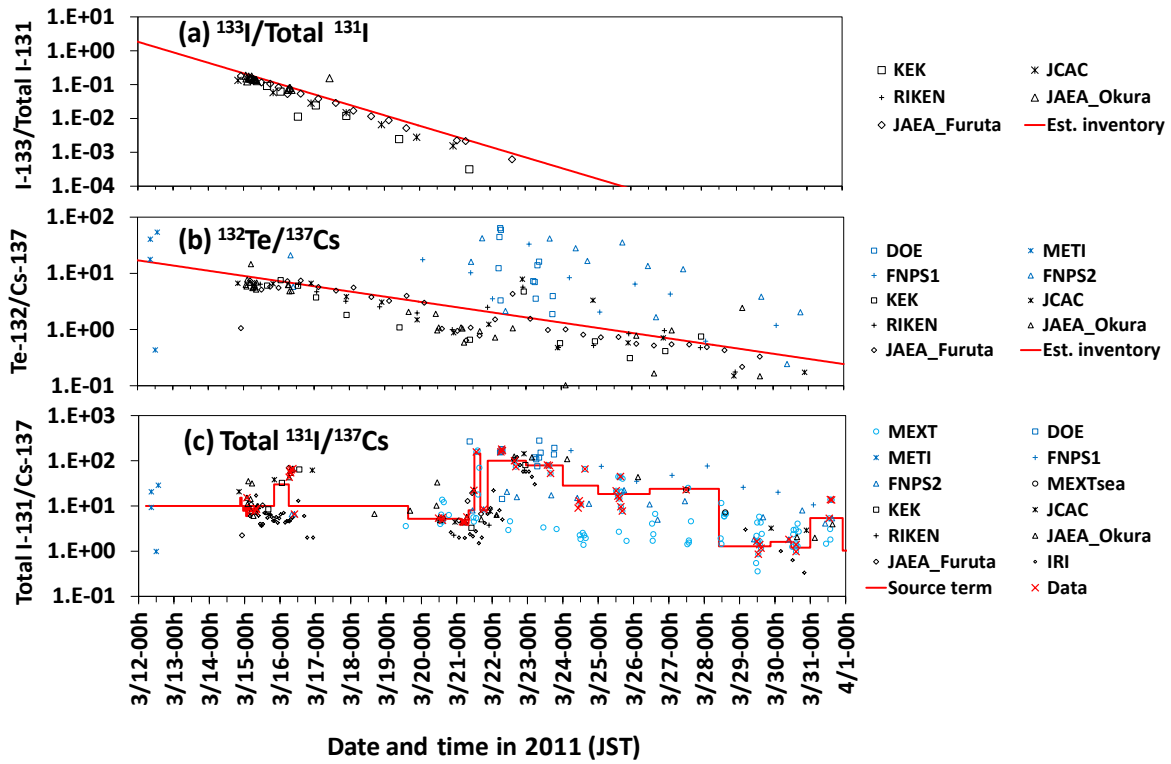 (a) ¹³³I/Total ¹³¹I
I-133/Total I-131
1.E+01
1.E+00
1.E-01
1.E-02
1.E-03
1.E-04
KEK
JCAC
RIKEN
JAEA_Okura
JAEA_Furuta
Est. inventory
(b) ¹³²Te/¹³⁷Cs
Te-132/Cs-137
1.E+02
1.E+01
1.E+00
1.E-01
DOE
METI
FNPS1
FNPS2
KEK
JCAC
RIKEN
JAEA_Okura
JAEA_Furuta
Est. inventory
(c) Total ¹³¹I/¹³⁷Cs
Total I-131/Cs-137
1.E+03
1.E+02
1.E+01
1.E+00
1.E-01
MEXT
DOE
METI
FNPS1
FNPS2
MEXTsea
KEK
JCAC
RIKEN
JAEA_Okura
JAEA_Furuta
IRI
Source term
Data
3/12-00h
3/13-00h
3/14-00h
3/15-00h
3/16-00h
3/17-00h
3/18-00h
3/19-00h
3/20-00h
3/21-00h
3/22-00h
3/23-00h
3/24-00h
3/25-00h
3/26-00h
3/27-00h
3/28-00h
3/29-00h
3/30-00h
3/31-00h
4/1-00h
Date and time in 2011 (JST)